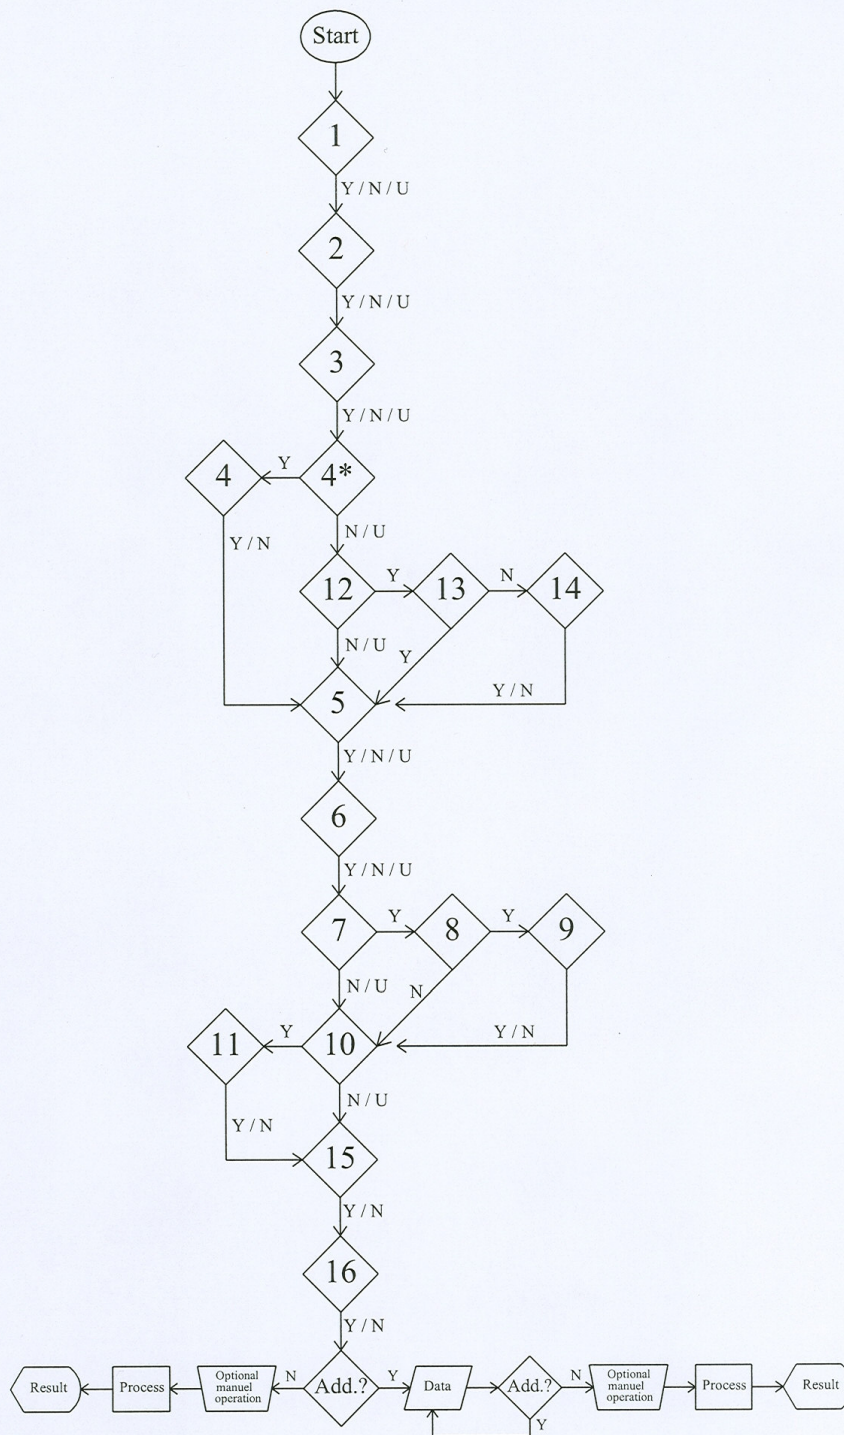 Start
1
Y / N / U
2
Y / N / U
3
Y / N / U
4
Y
4*
Y / N
N / U
12
Y
13
N
14
N / U
Y
Y / N
5
Y / N / U
6
Y / N / U
7
Y
8
Y
9
N / U
N
Y / N
11
Y
10
Y / N
N / U
15
Y / N
16
Y / N
Result
Process
Optional
manuel
operation
N
Add.?
Y
Data
Add.?
N
Optional
manuel
operation
Process
Result
Y